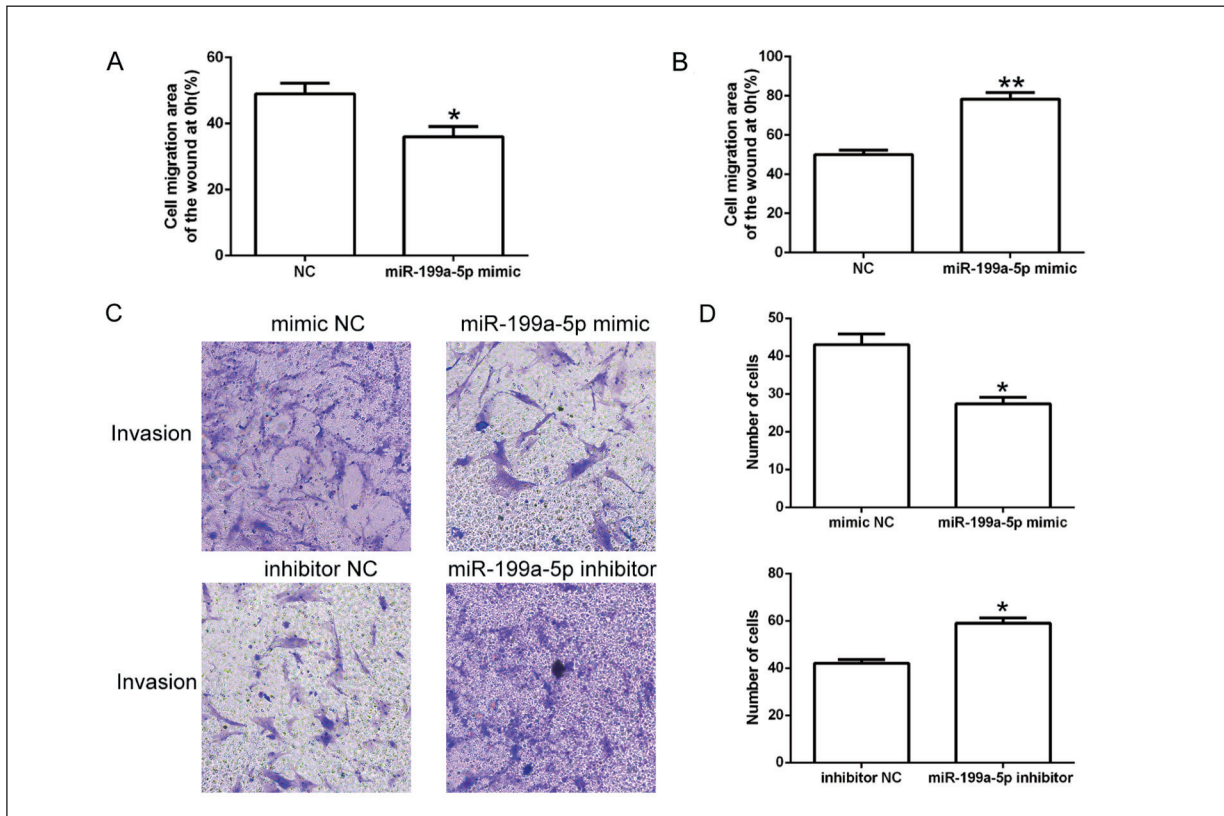 A
Cell migration area
of the wound at 0h(%)
60
40
20
0
*
NC
miR-199a-5p mimic
B
Cell migration area
of the wound at 0h(%)
100
80
60
40
20
0
**
NC
miR-199a-5p mimic
C
mimic NC
miR-199a-5p mimic
Invasion
inhibitor NC
miR-199a-5p inhibitor
Invasion
D
Number of cells
50
40
30
20
10
0
*
mimic NC
miR-199a-5p mimic
Number of cells
80
60
40
20
0
*
inhibitor NC
miR-199a-5p inhibitor